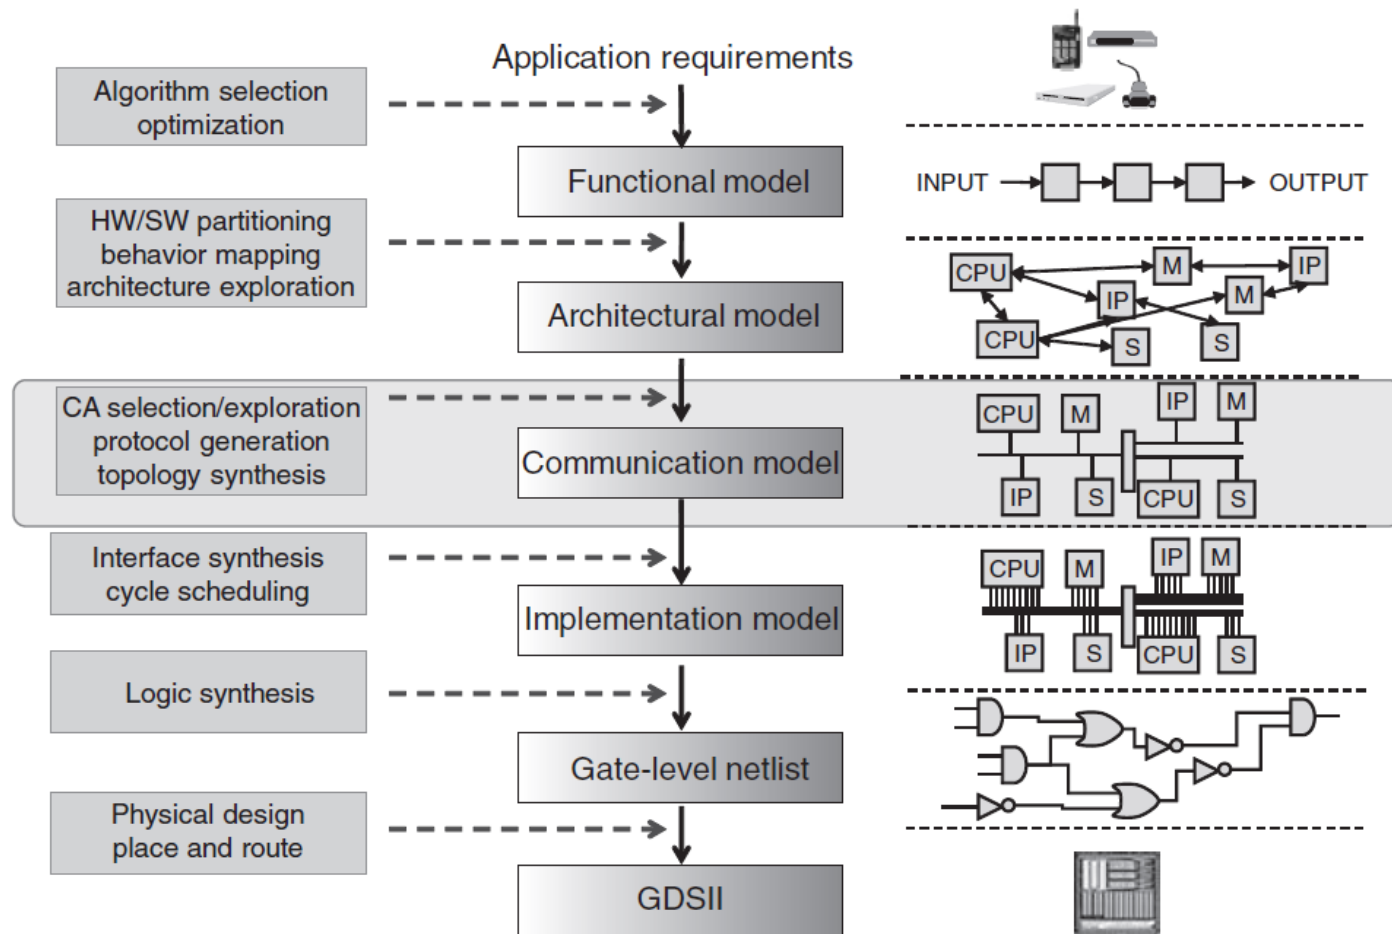 Application requirements
Algorithm selection
optimization
Functional model
INPUT
OUTPUT
HW/SW partitioning
behavior mapping
architecture exploration
Architectural model
CPU
M
IP
IP
M
CPU
S
S
CA selection/exploration
protocol generation
topology synthesis
Communication model
CPU
M
IP
M
IP
S
CPU
S
Interface synthesis
cycle scheduling
Implementation model
CPU
M
IP
M
IP
S
CPU
S
Logic synthesis
Gate-level netlist
Physical design
place and route
GDSII